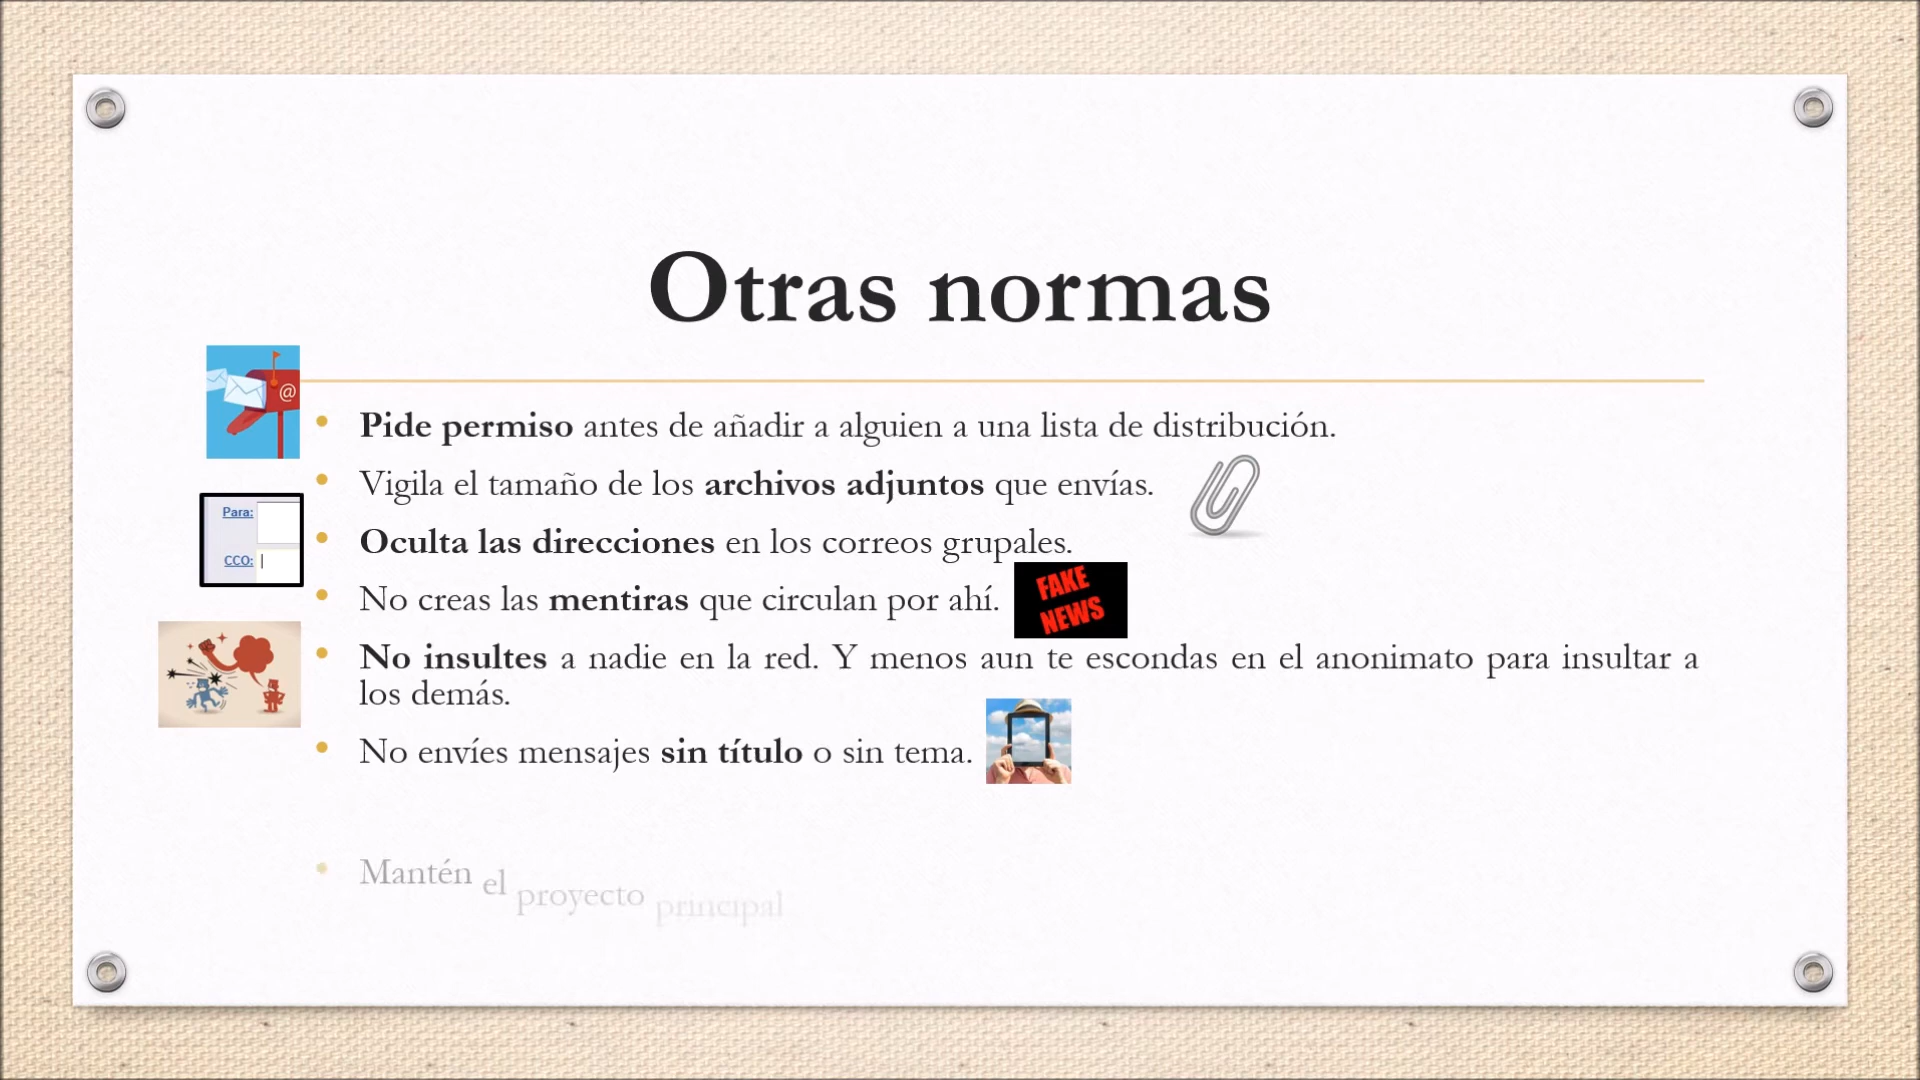 Otras normas
@
Pide permiso antes de añadir a alguien a una lista de distribución.
Vigila el tamaño de los archivos adjuntos que envías.
Para:
Oculta las direcciones en los correos grupales.
CCO:
No creas las mentiras que circulan por ahí.
FAKE
NEWS
No insultes a nadie en la red. Y menos aun te escondas en el anonimato para insultar a
los demás.
No envíes mensajes sin título o sin tema.
Mantén el proyecto principal